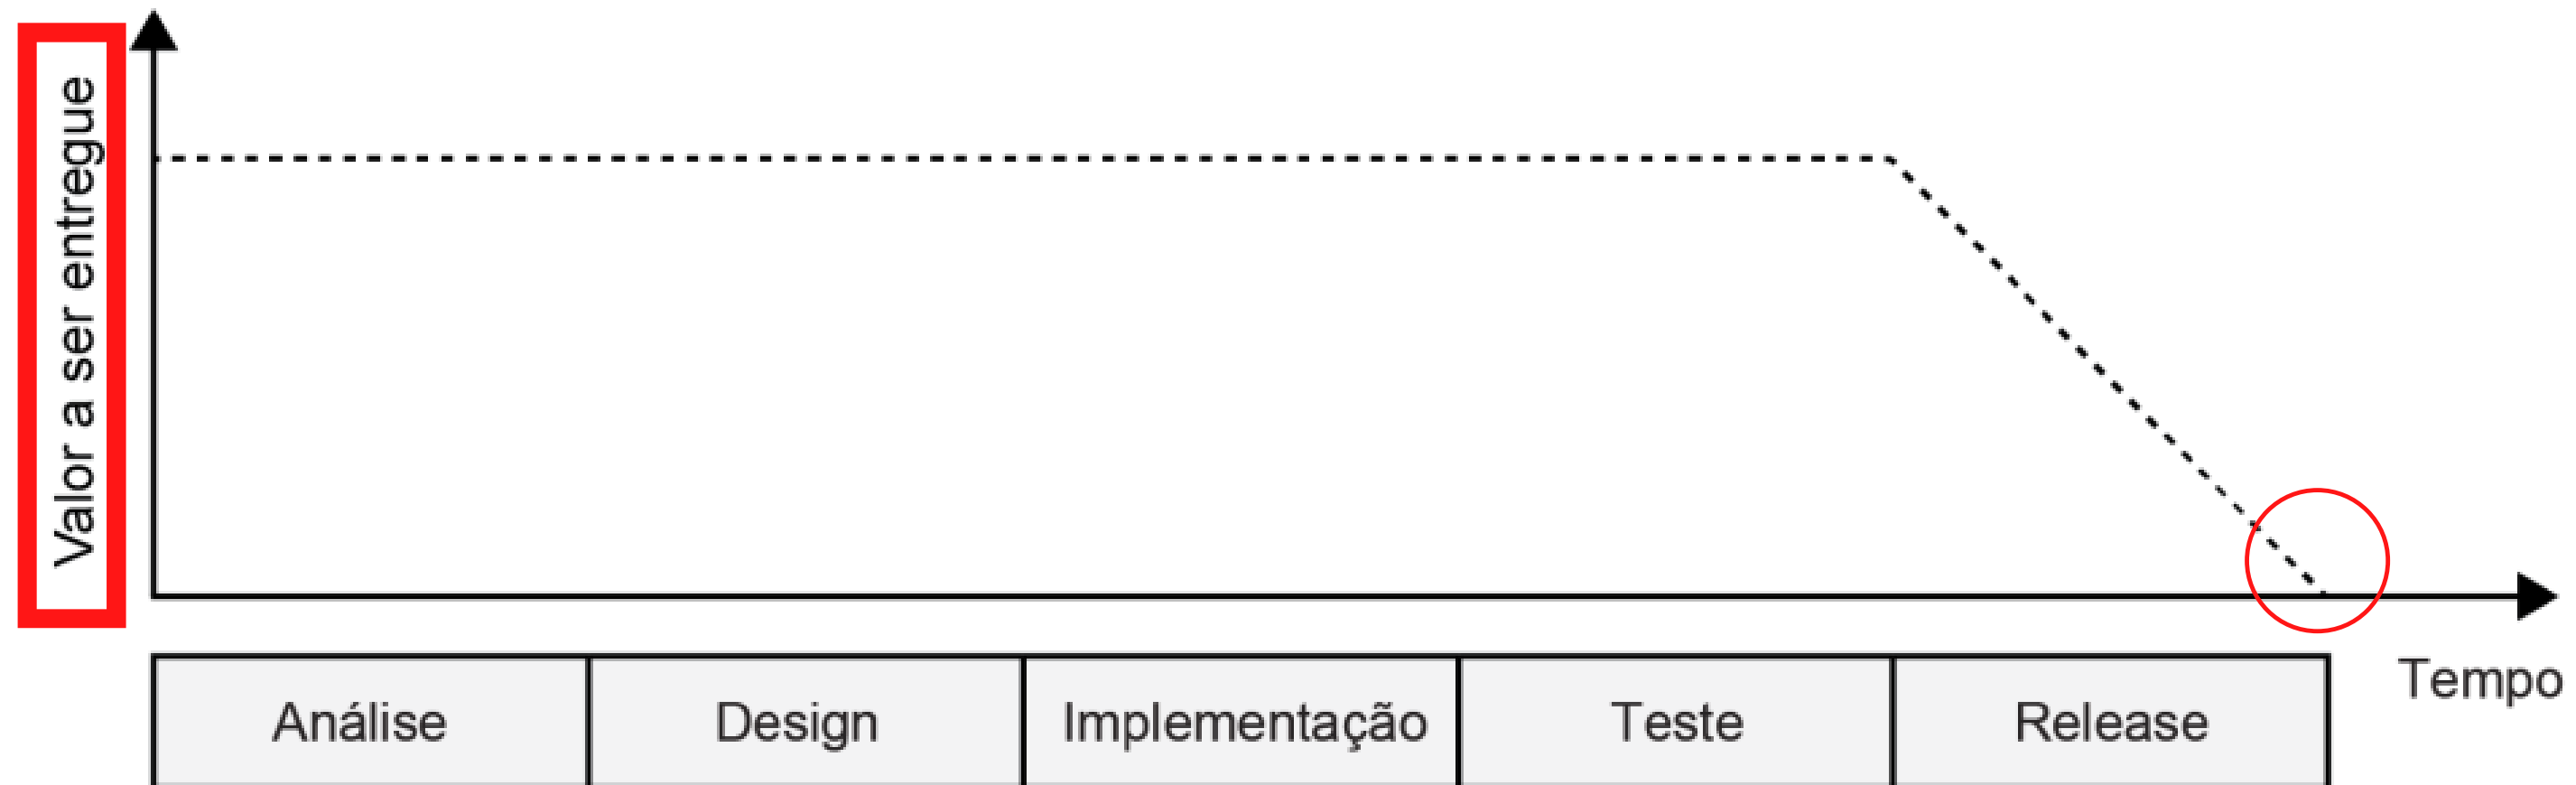 Valor a ser entregue
Tempo
Análise
Design
Implementação
Teste
Release